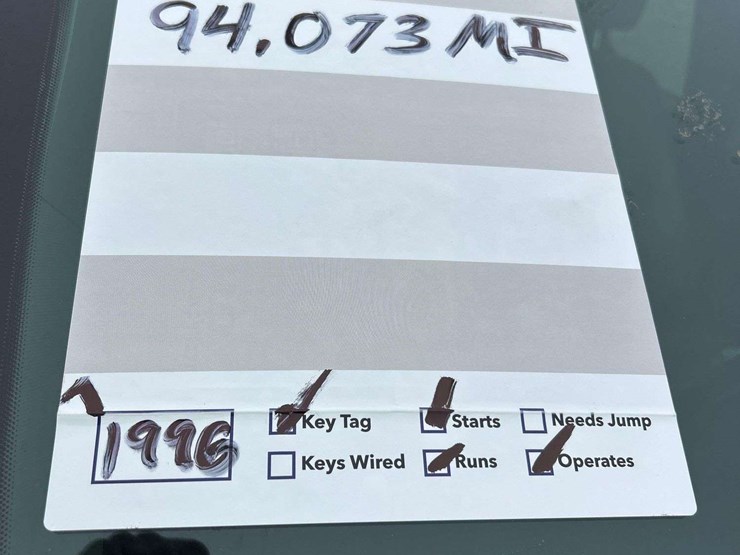 94,073 MI
1996 Key Tag Starts Needs Jump
Keys Wired Runs Operates